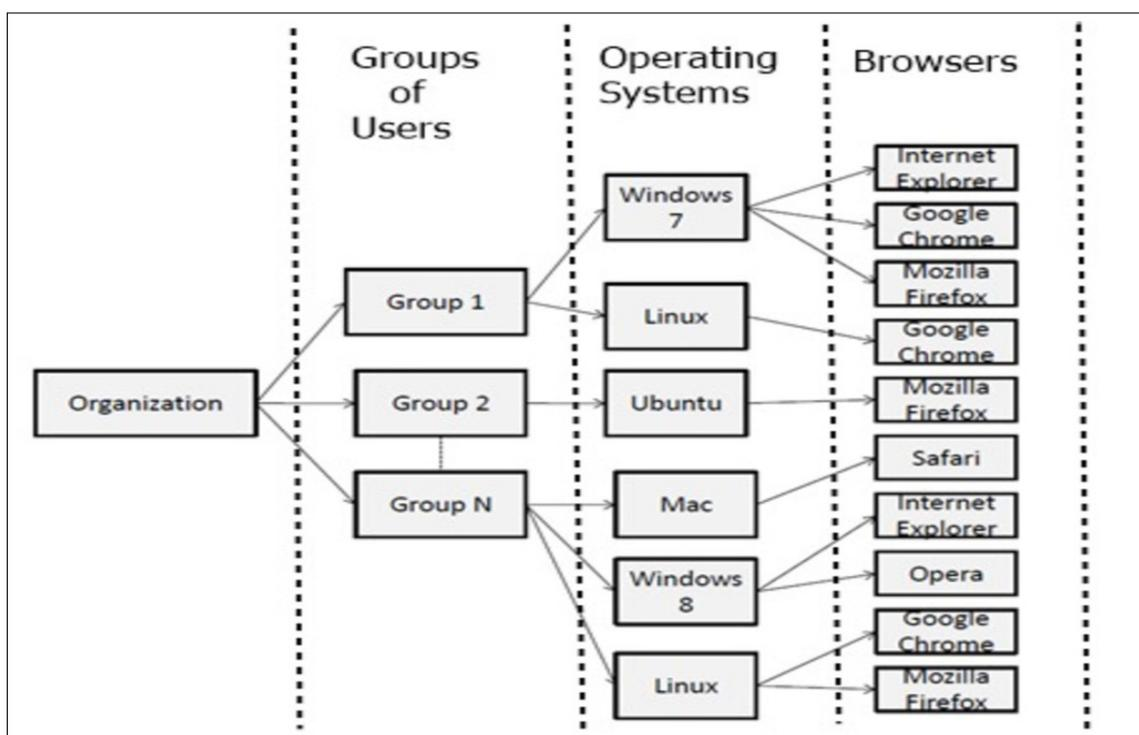 Groups
of
Users
Operating
Systems
Browsers
Organization
Group 1
Group 2
Group N
Windows
7
Linux
Ubuntu
Mac
Windows
8
Linux
Internet
Explorer
Google
Chrome
Mozilla
Firefox
Google
Chrome
Mozilla
Firefox
Safari
Internet
Explorer
Opera
Google
Chrome
Mozilla
Firefox